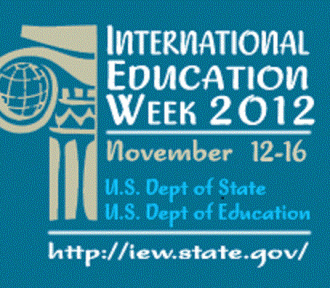 INTERNATIONAL
EDUCATION
WEEK 2012
November 12-16
U.S. Dept of State
U.S. Dept of Education
http://iew.state.gov/